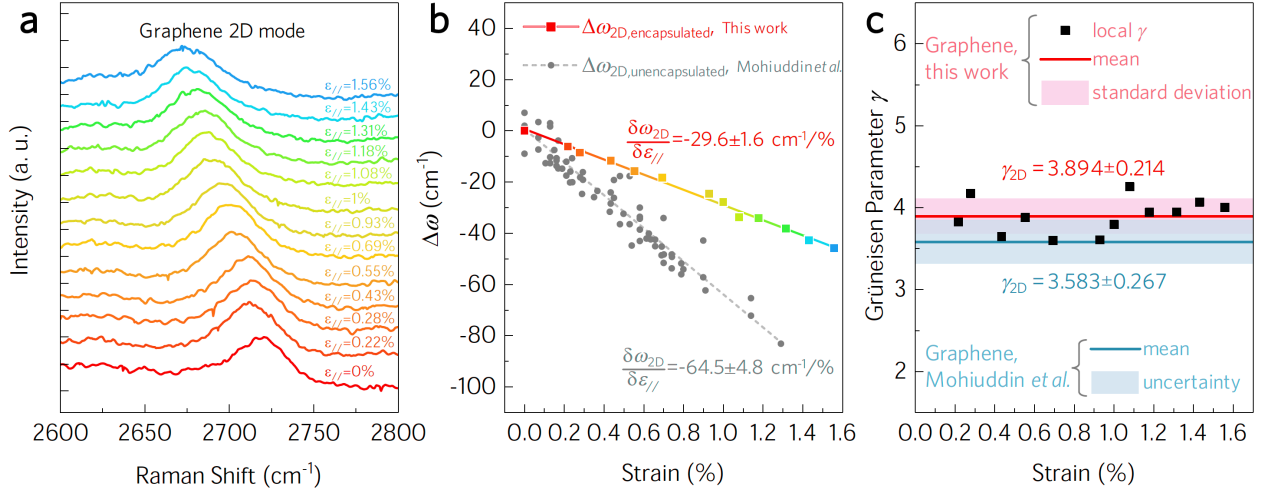 a
Graphene 2D mode
ε//=1.56%
ε//=1.43%
ε//=1.31%
ε//=1.18%
ε//=1.08%
ε//=1%
ε//=0.93%
ε//=0.69%
ε//=0.55%
ε//=0.43%
ε//=0.28%
ε//=0.22%
ε//=0%
Intensity (a. u.)
2600 2650 2700 2750 2800
Raman Shift (cm-1)
b
Δω2D,encapsulated, This work
Δω2D,unencapsulated, Mohiuddin et al.
δω2D/δε// =-29.6±1.6 cm-1/%
δω2D/δε// =-64.5±4.8 cm-1/%
40
20
0
-20
-40
-60
-80
-100
Δω (cm-1)
0.0 0.2 0.4 0.6 0.8 1.0 1.2 1.4 1.6
Strain (%)
c
Graphene,
this work
local γ
mean
standard deviation
γ2D =3.894±0.214
γ2D =3.583±0.267
Graphene,
Mohiuddin et al.
mean
uncertainty
6
5
4
3
2
Grüneisen Parameter γ
0.0 0.2 0.4 0.6 0.8 1.0 1.2 1.4 1.6
Strain (%)